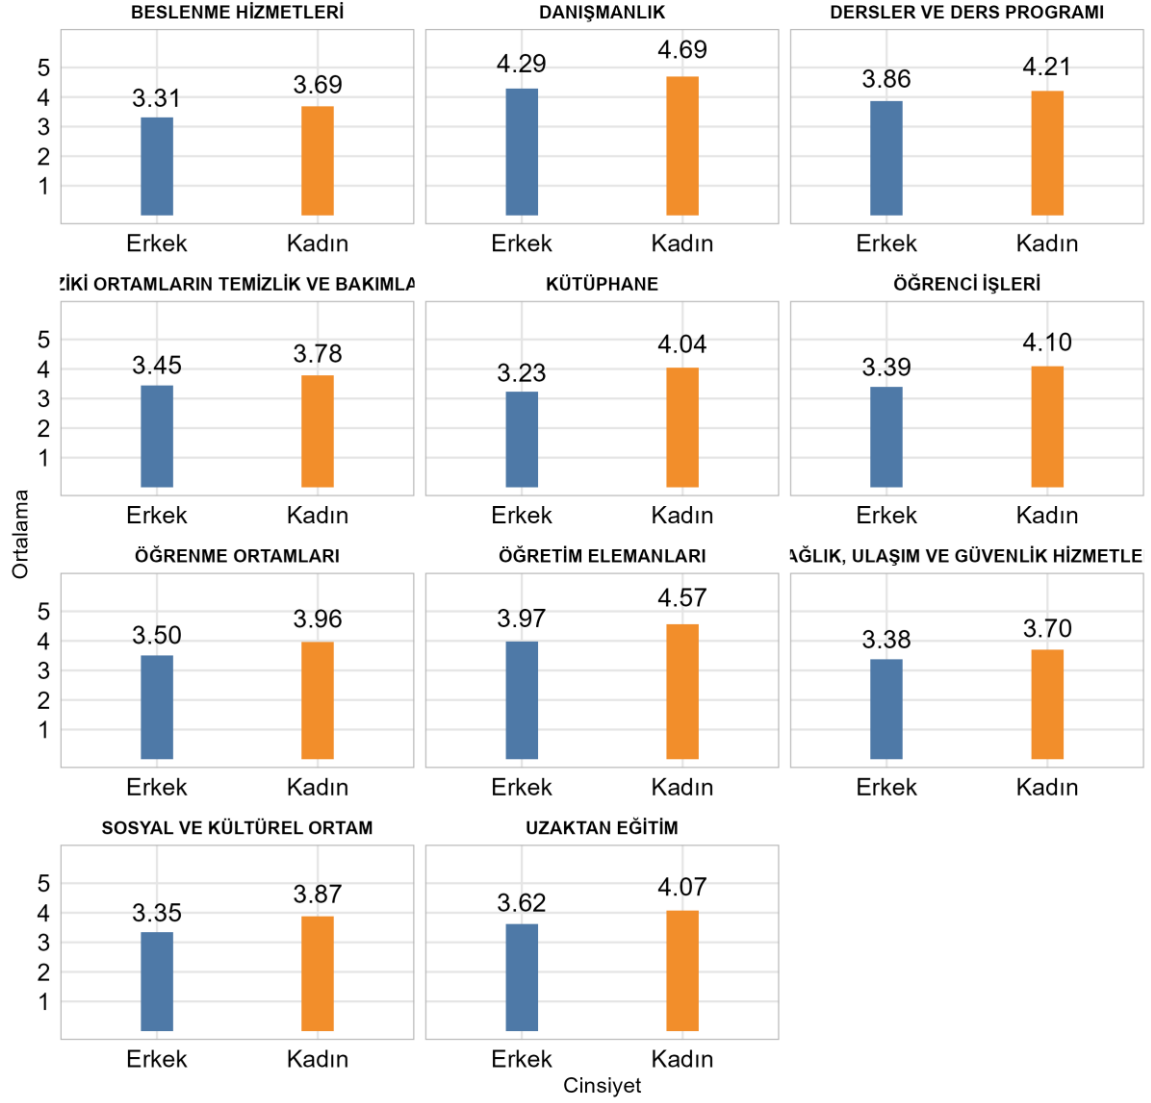 BESLENME HİZMETLERİ
DANIŞMANLIK
DERSLER VE DERS PROGRAMI
5
4
3
2
1
3.31
3.69
4.29
4.69
3.86
4.21
Erkek
Kadın
Erkek
Kadın
Erkek
Kadın
ZİKİ ORTAMLARIN TEMİZLİK VE BAKIMLA
KÜTÜPHANE
ÖĞRENCİ İŞLERİ
5
4
3
2
1
3.45
3.78
3.23
4.04
3.39
4.10
Erkek
Kadın
Erkek
Kadın
Erkek
Kadın
Ortalama
ÖĞRENME ORTAMLARI
ÖĞRETİM ELEMANLARI
AĞLIK, ULAŞIM VE GÜVENLİK HİZMETLE
5
4
3
2
1
3.50
3.96
3.97
4.57
3.38
3.70
Erkek
Kadın
Erkek
Kadın
Erkek
Kadın
SOSYAL VE KÜLTÜREL ORTAM
UZAKTAN EĞİTİM
5
4
3
2
1
3.35
3.87
3.62
4.07
Erkek
Kadın
Erkek
Kadın
Cinsiyet